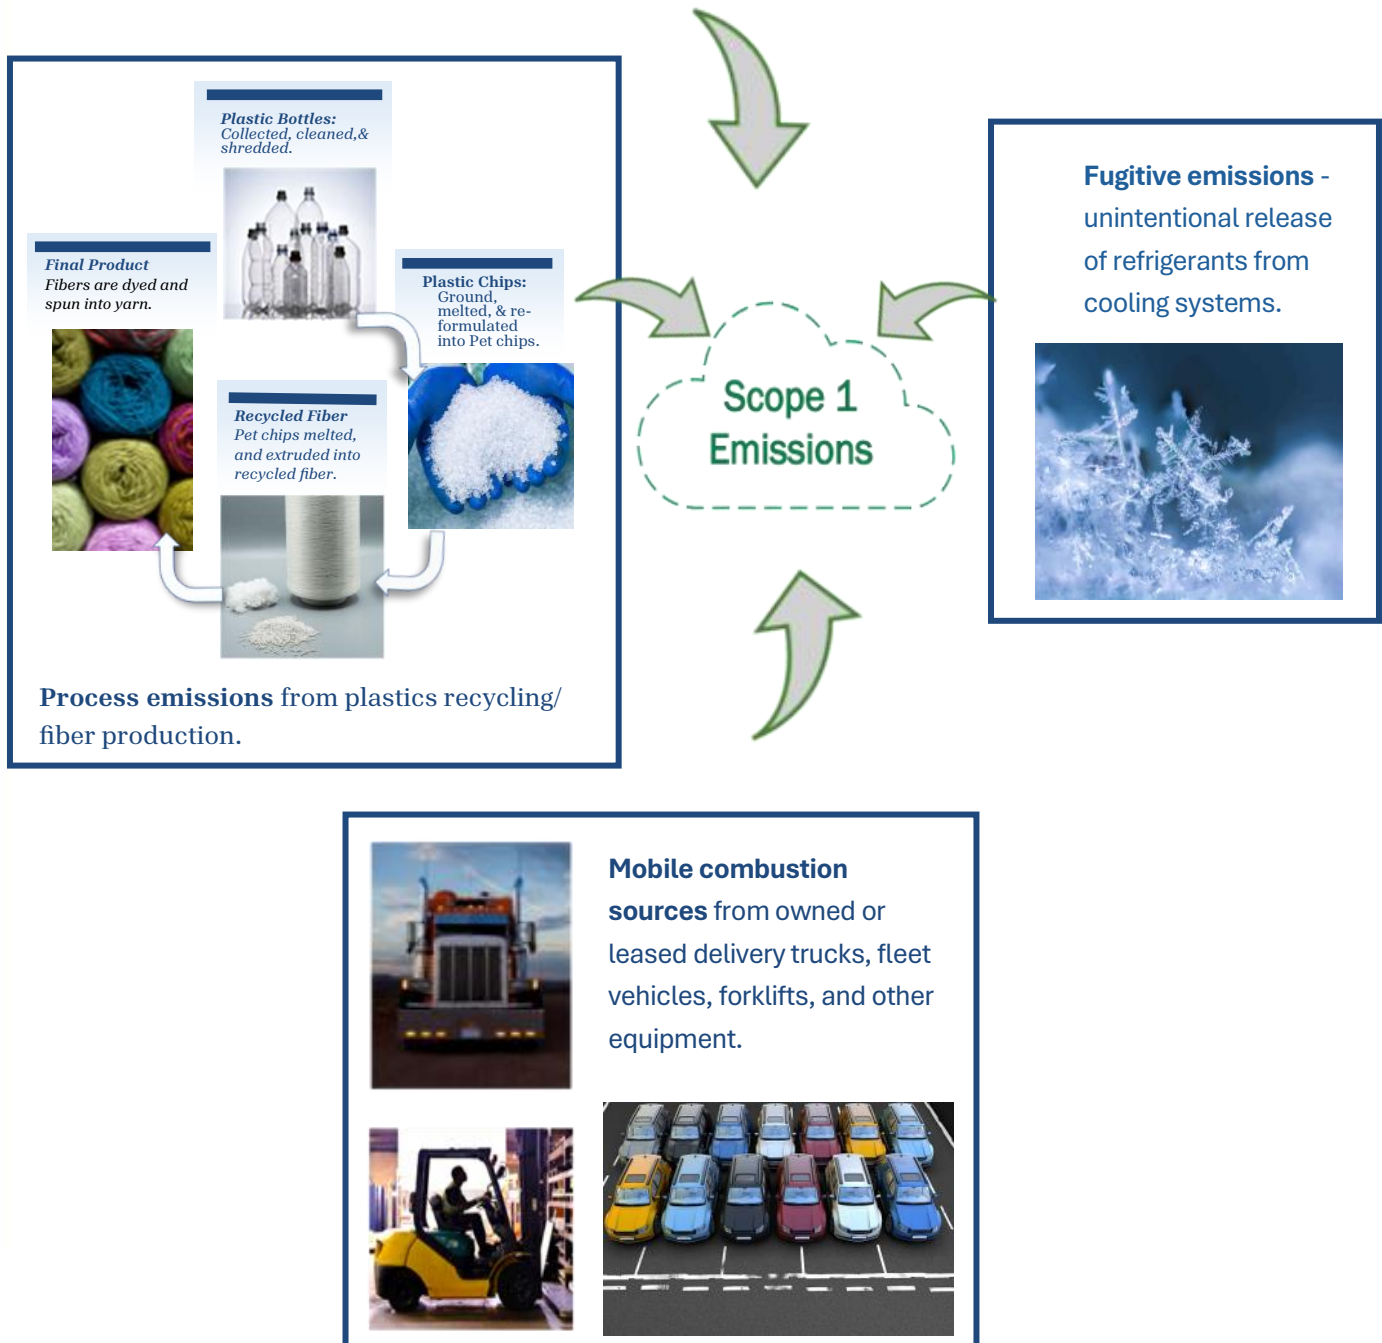 Plastic Bottles:
Collected, cleaned,&
shredded.
Final Product
Fibers are dyed and
spun into yarn.
Plastic Chips:
Ground,
melted, & re-
formulated
into Pet chips.
Recycled Fiber
Pet chips melted,
and extruded into
recycled fiber.
Process emissions from plastics recycling/
fiber production.
Scope 1
Emissions
Fugitive emissions -
unintentional release
of refrigerants from
cooling systems.
Mobile combustion
sources from owned or
leased delivery trucks, fleet
vehicles, forklifts, and other
equipment.